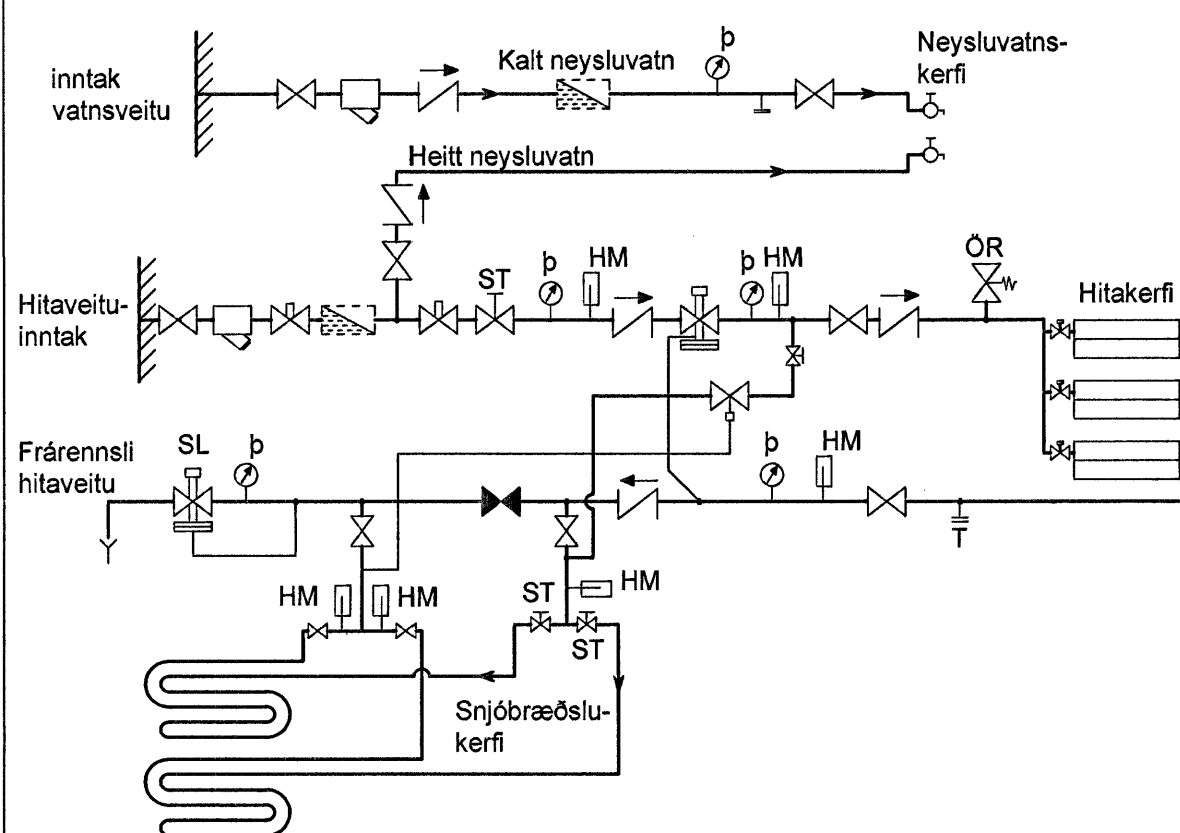 inntak
vatnsveitu
Kalt neysluvatn
þ
Neysluvatns-
kerfi
Heitt neysluvatn
Hitaveitu-
inntak
ST
þ
HM
þ
HM
ÖR
Hitakerfi
Frárennsli
hitaveitu
SL
þ
þ
HM
HM
HM
ST
HM
ST
Snjóbræðslu-
kerfi